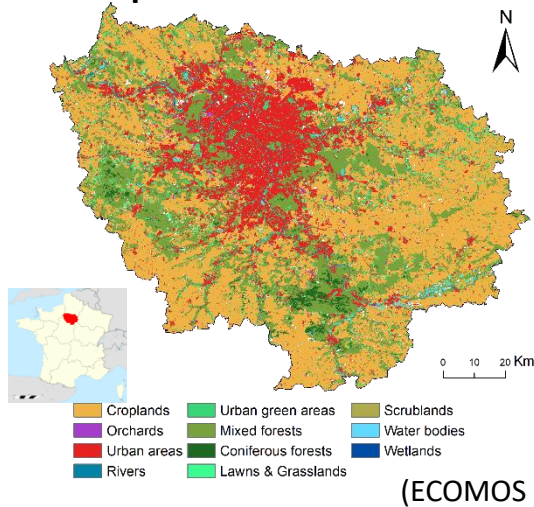 N
0 10 20 Km
Croplands Urban green areas Scrublands
Orchards Mixed forests Water bodies
Urban areas Coniferous forests Wetlands
Rivers Lawns & Grasslands
(ECOMOS